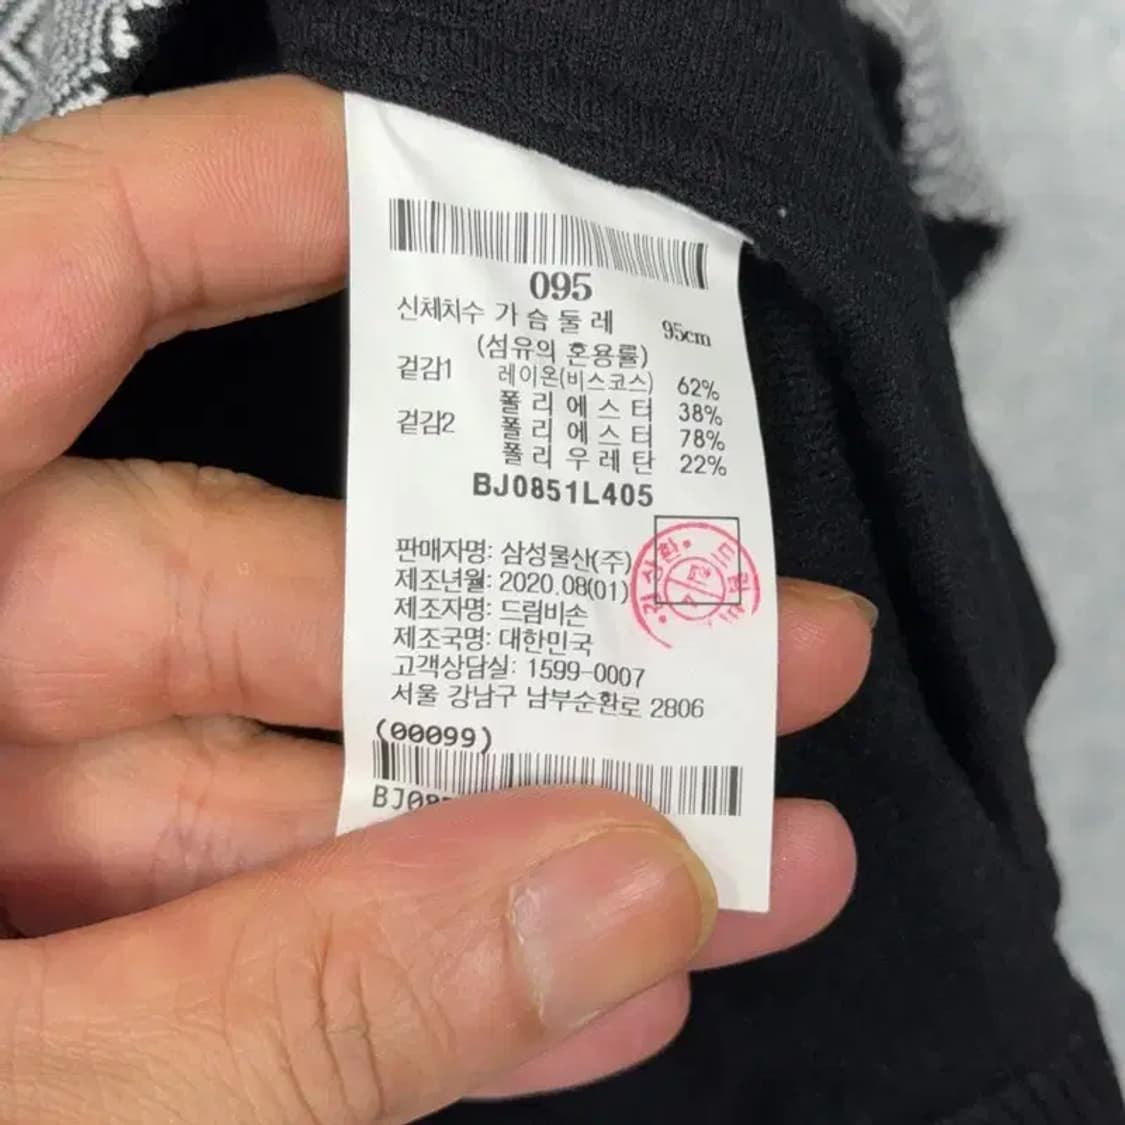 095
신체치수 가 슴 둘 레 95cm
(섬유의 혼용률)
겉감1 레이온(비스코스) 62%
폴 리 에 스 터 38%
겉감2 폴 리 에 스 터 78%
폴 리 우 레 탄 22%
BJ0851L405
판매자명: 삼성물산(주)
제조년월: 2020.08(01)
제조자명: 드림비손
제조국명: 대한민국
고객상담실: 1599-0007
서울 강남구 남부순환로 2806
(00099)